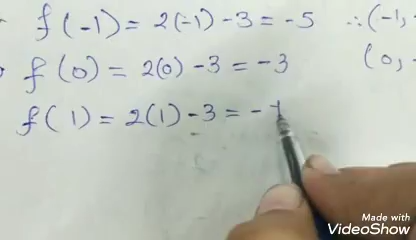 f(-1) = 2(-1) - 3 = -5 ∴(-1,
f(0) = 2(0) - 3 = -3 (0, -
f(1) = 2(1) - 3 = -1
Made with
VideoShow